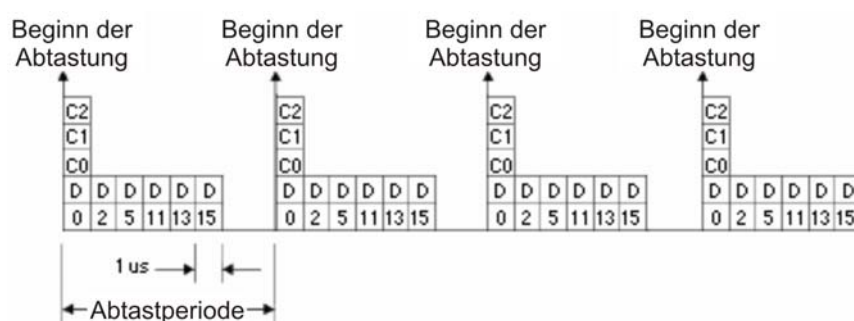 Beginn der Beginn der Beginn der Beginn der
Abtastung Abtastung Abtastung Abtastung
C2 C2 C2 C2
C1 C1 C1 C1
C0 C0 C0 C0
D D D D D D D D D D D D D D D D D D D D D D D D
0 2 5 11 13 15 0 2 5 11 13 15 0 2 5 11 13 15 0 2 5 11 13 15
1 us
Abtastperiode